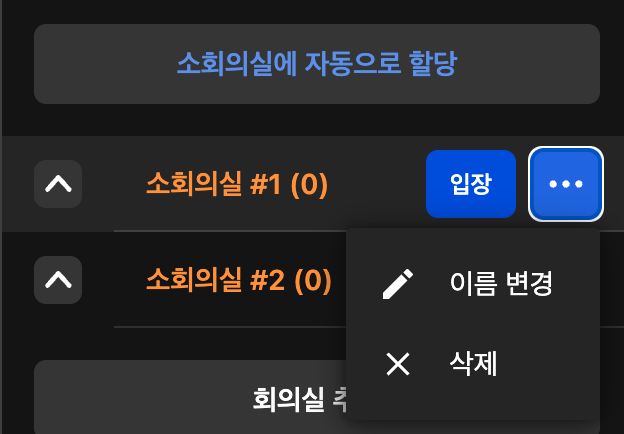 소회의실에 자동으로 할당
소회의실 #1 (0)
입장
소회의실 #2 (0)
이름 변경
삭제
회의실